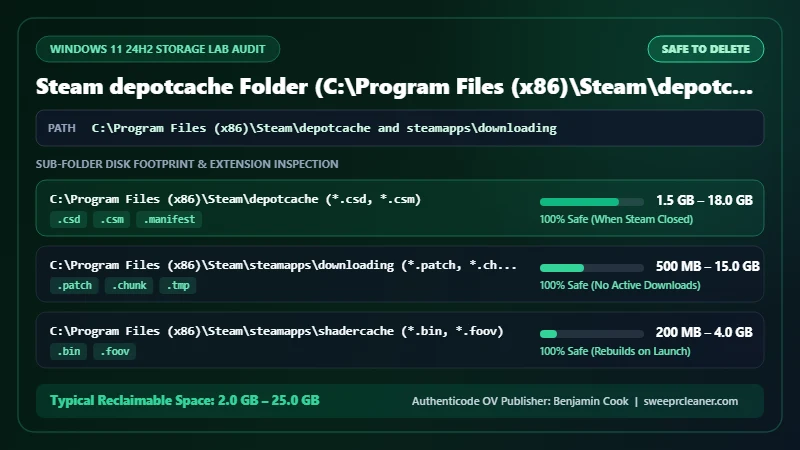 WINDOWS 11 24H2 STORAGE LAB AUDIT
SAFE TO DELETE
Steam depotcache Folder (C:\Program Files (x86)\Steam\depotc...
PATH C:\Program Files (x86)\Steam\depotcache and steamapps\downloading
SUB-FOLDER DISK FOOTPRINT & EXTENSION INSPECTION
C:\Program Files (x86)\Steam\depotcache (*.csd, *.csm)
1.5 GB – 18.0 GB
.csd .csm .manifest
100% Safe (When Steam Closed)
C:\Program Files (x86)\Steam\steamapps\downloading (*.patch, *.ch...
500 MB – 15.0 GB
.patch .chunk .tmp
100% Safe (No Active Downloads)
C:\Program Files (x86)\Steam\steamapps\shadercache (*.bin, *.foov)
200 MB – 4.0 GB
.bin .foov
100% Safe (Rebuilds on Launch)
Typical Reclaimable Space: 2.0 GB – 25.0 GB
Authenticode OV Publisher: Benjamin Cook | sweeprcleaner.com